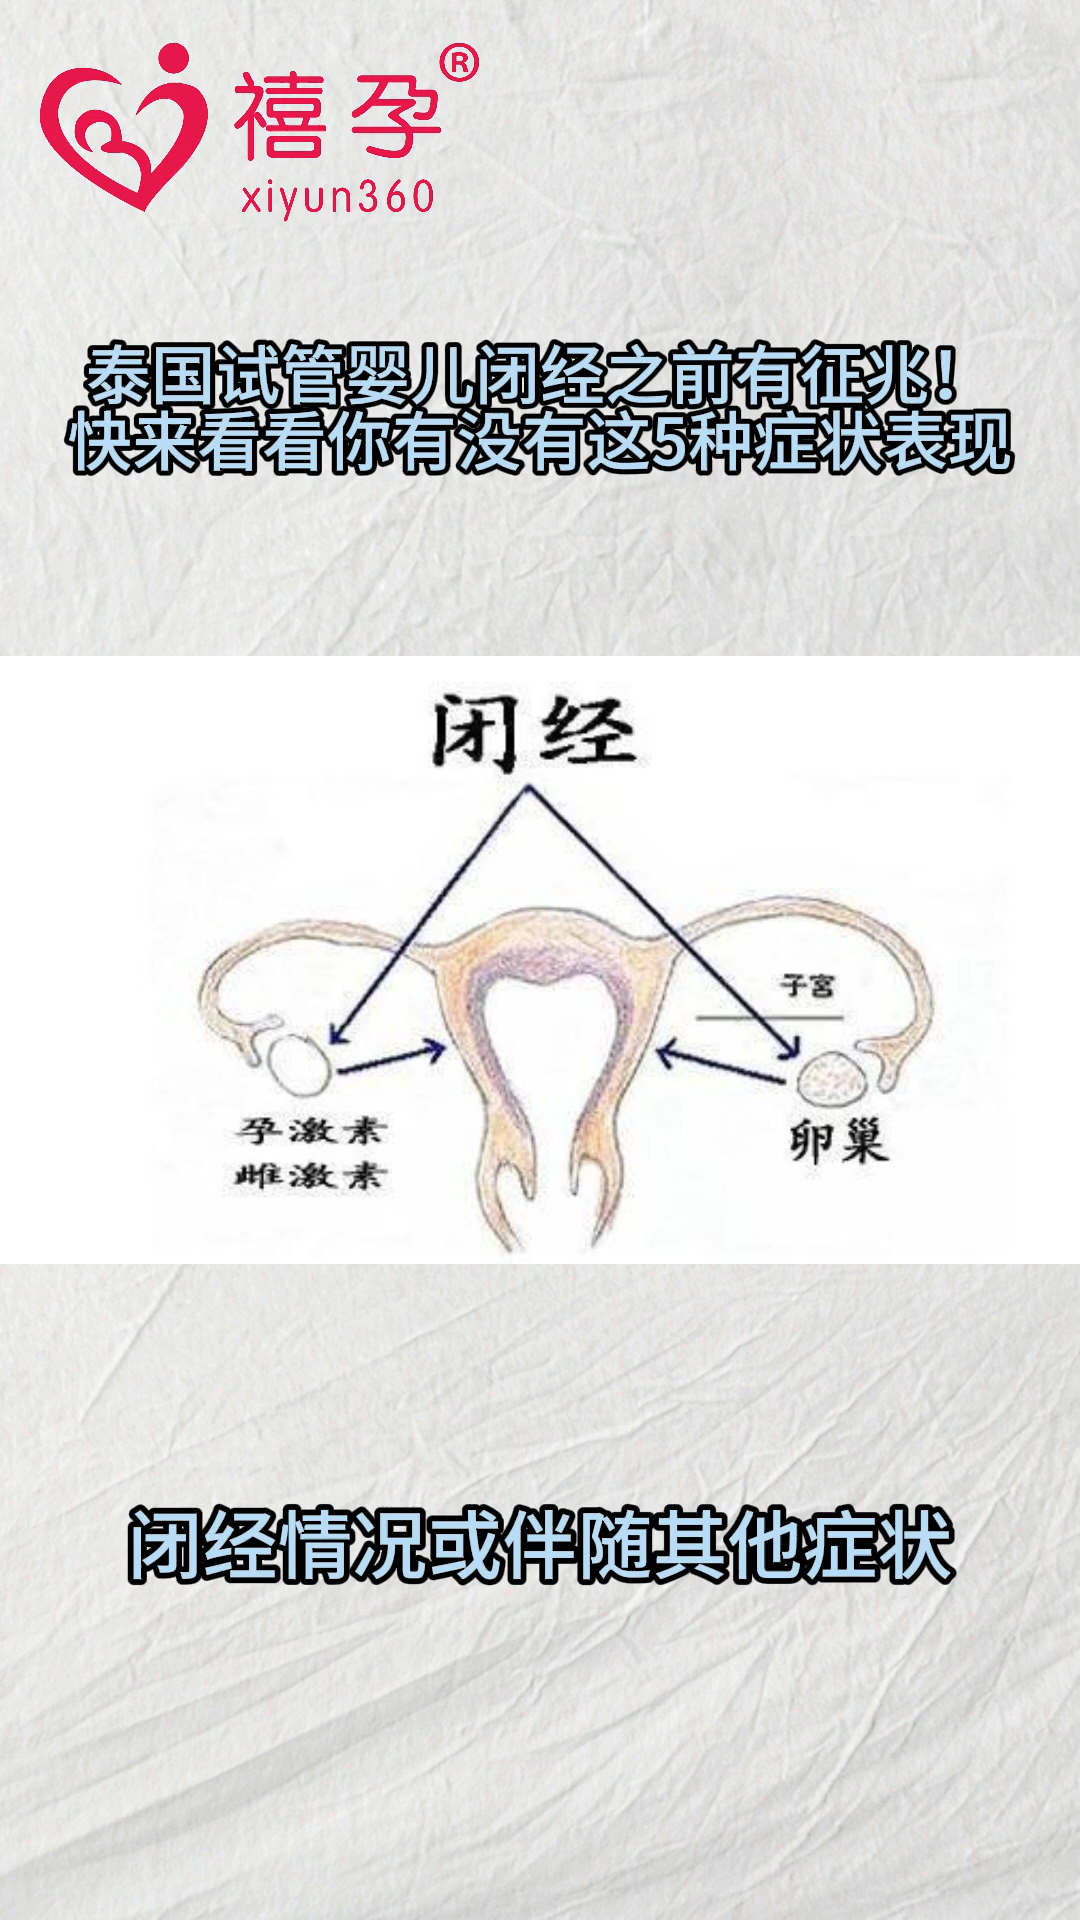 禧孕®
xiyun360
泰国试管婴儿闭经之前有征兆！
快来看看你有没有这5种症状表现
闭经
子宫
孕激素
雌激素
卵巢
闭经情况或伴随其他症状